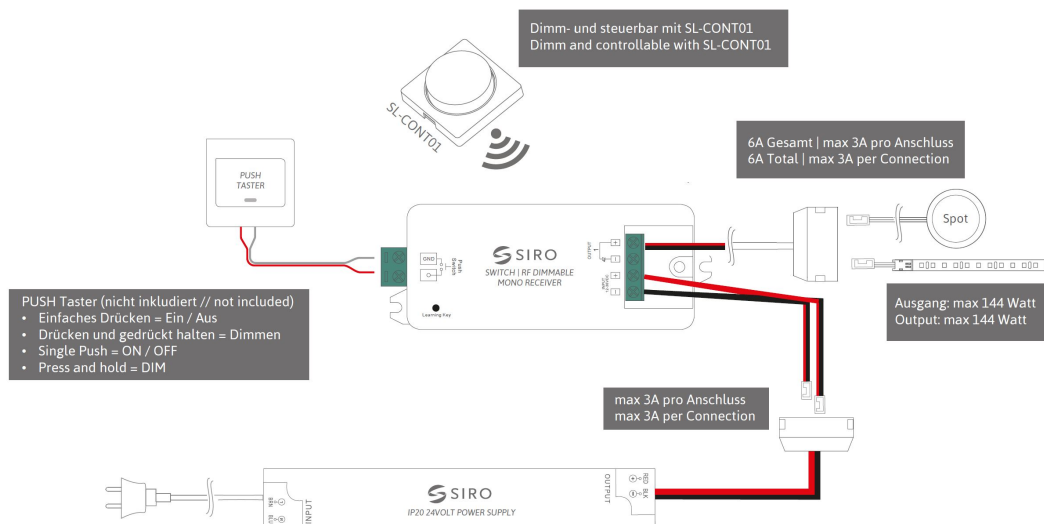 Dimm- und steuerbar mit SL-CONT01
Dimm and controllable with SL-CONT01
SL-CONT01
6A Gesamt | max 3A pro Anschluss
6A Total | max 3A per Connection
PUSH
TASTER
Spot
GND
Push
Switch
SIRO
SWITCH | RF DIMMABLE
MONO RECEIVER
Learning Key
OUTPUT
+
-
+
-
PUSH Taster (nicht inkludiert // not included)
• Einfaches Drücken = Ein / Aus
• Drücken und gedrückt halten = Dimmen
• Single Push = ON / OFF
• Press and hold = DIM
Ausgang: max 144 Watt
Output: max 144 Watt
max 3A pro Anschluss
max 3A per Connection
BRN
BLU
INPUT
SIRO
IP20 24VOLT POWER SUPPLY
OUTPUT
RED
BLK